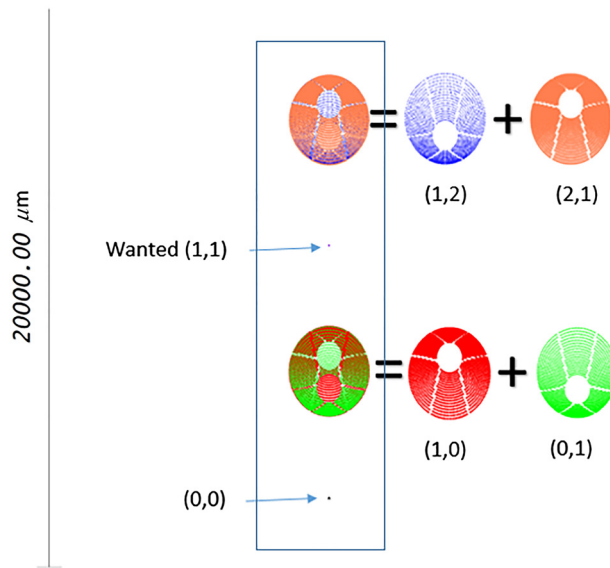 20000.00 μm
= +
(1,2) (2,1)
Wanted (1,1)
= +
(1,0) (0,1)
(0,0)